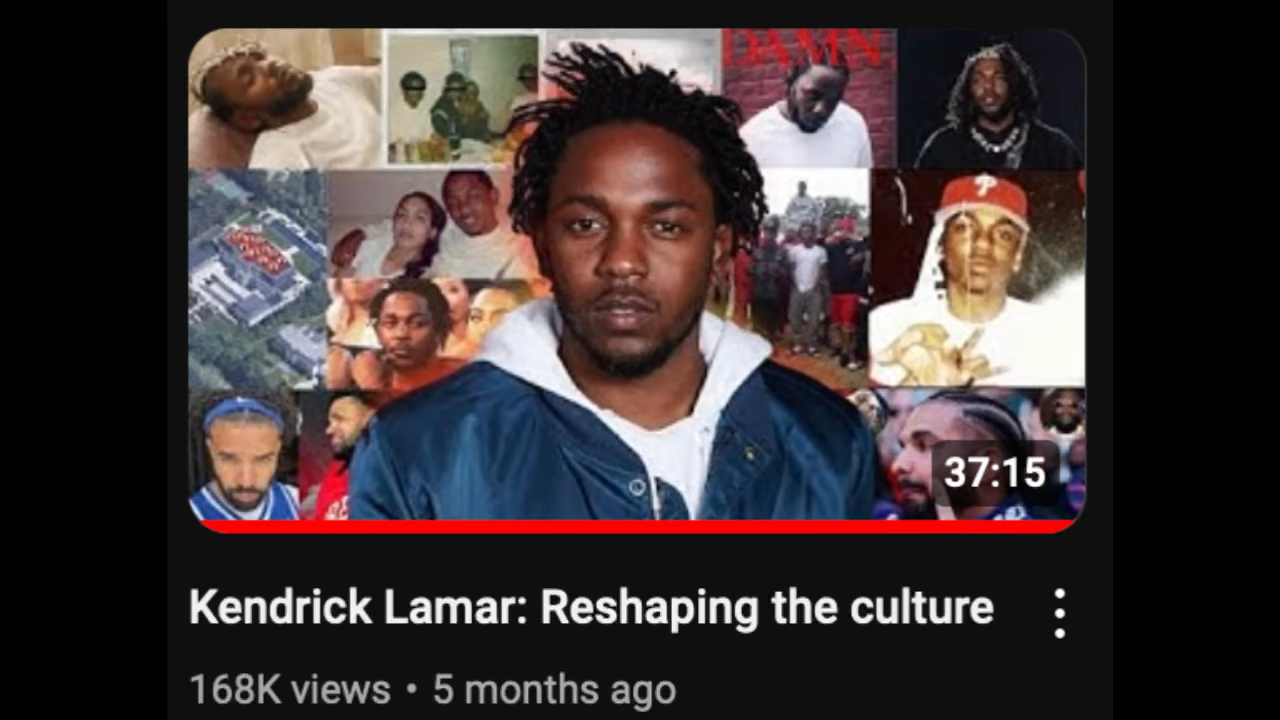 DAMN.
P
37:15
Kendrick Lamar: Reshaping the culture
168K views • 5 months ago